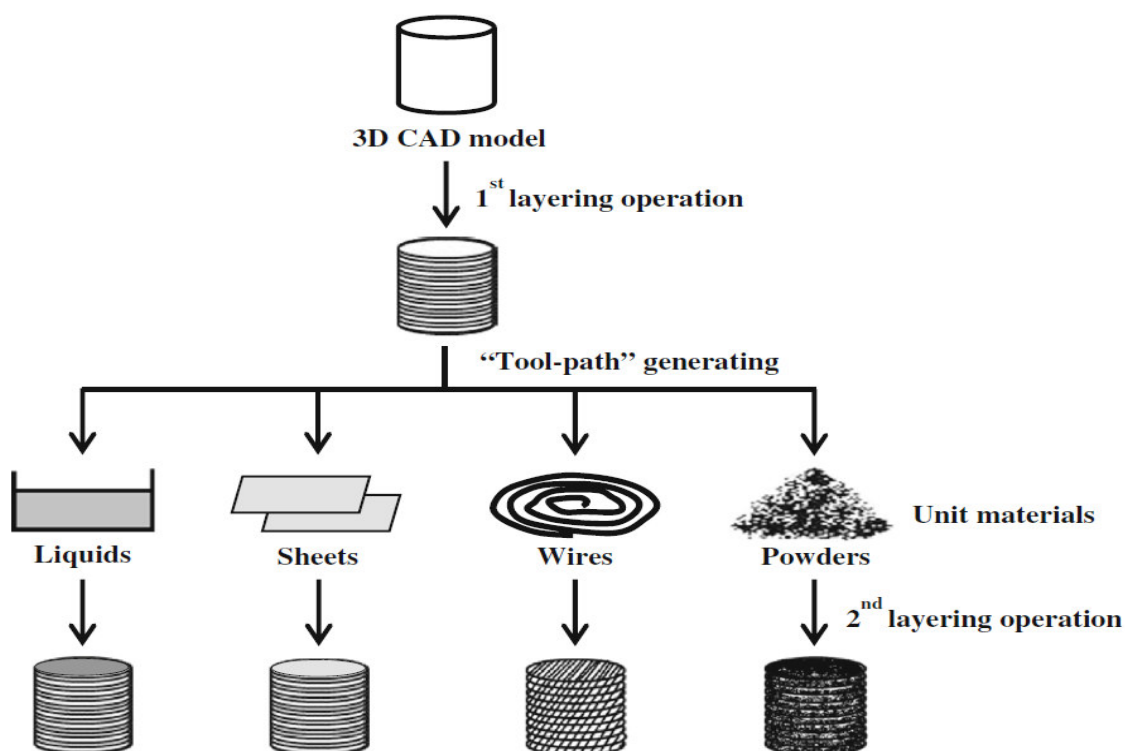 3D CAD model
1st layering operation
“Tool-path” generating
Unit materials
Liquids
Sheets
Wires
Powders
2nd layering operation